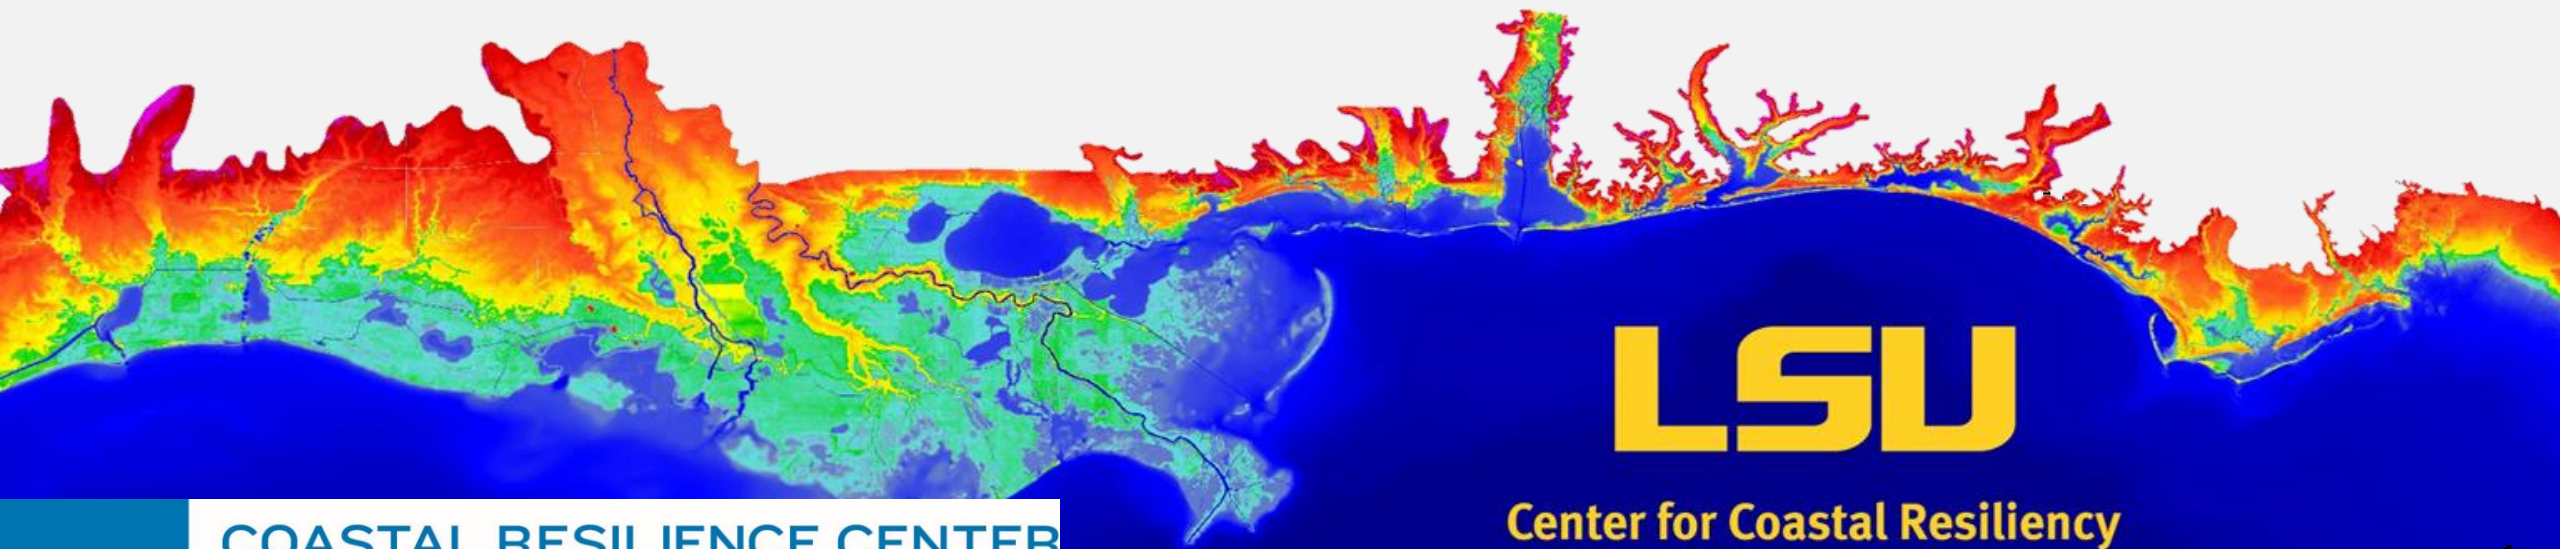 LSU
Center for Coastal Resiliency
COASTAL RESILIENCE CENTER